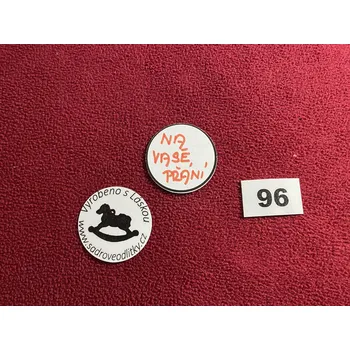 NA
VAŠE
PŘÁNÍ
96
Vyrobeno s Láskou
www.sadroveodlitky.cz